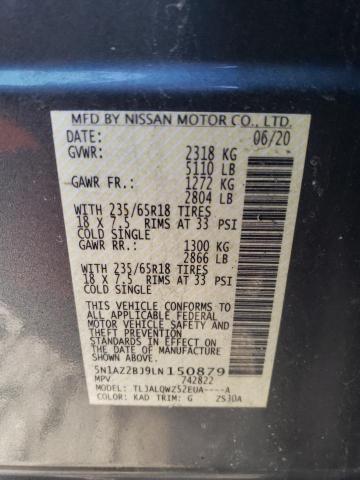 MFD BY NISSAN MOTOR CO., LTD.
DATE: 06/20
GVWR: 2318 KG
5110 LB
GAWR FR.: 1272 KG
2804 LB
WITH 235/65R18 TIRES
18 X 7.5 RIMS AT 33 PSI
COLD SINGLE
GAWR RR.: 1300 KG
2866 LB
WITH 235/65R18 TIRES
18 X 7.5 RIMS AT 33 PSI
COLD SINGLE
THIS VEHICLE CONFORMS TO
ALL APPLICABLE FEDERAL
MOTOR VEHICLE SAFETY
STANDARDS IN EFFECT ON
THE DATE OF MANUFACTURE
SHOWN ABOVE.
5N1AZ2BJ9LN150879
MPV 742822
MODEL: TLJALQWZ52EUA----A
COLOR: KAD TRIM: G ZS30A